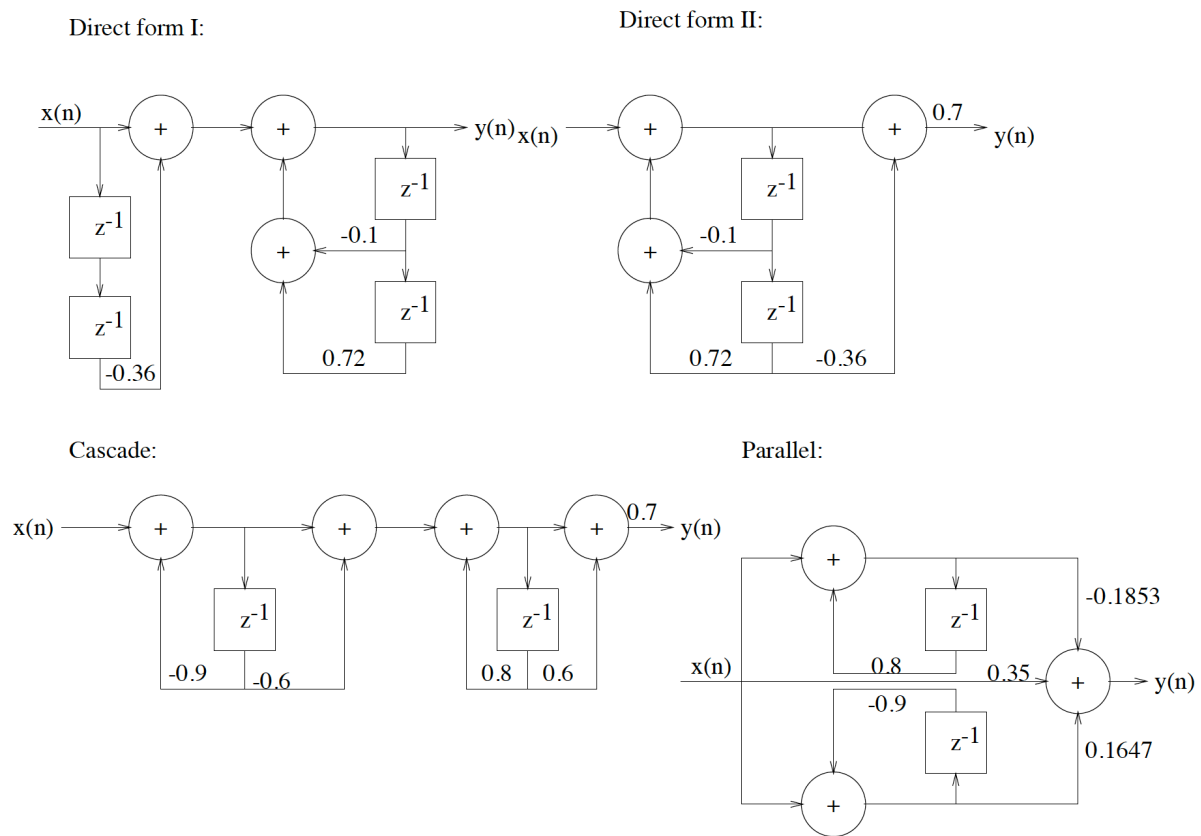 Direct form I:
x(n)
+
+
y(n)
z-1
z-1
-0.36
z-1
-0.1
+
z-1
0.72
Direct form II:
x(n)
+
+
0.7
y(n)
z-1
-0.1
+
z-1
0.72
-0.36
Cascade:
x(n)
+
+
+
+
0.7
y(n)
z-1
-0.9
-0.6
z-1
0.8
0.6
Parallel:
+
z-1
-0.1853
0.8
x(n)
0.35
+
y(n)
-0.9
z-1
0.1647
+